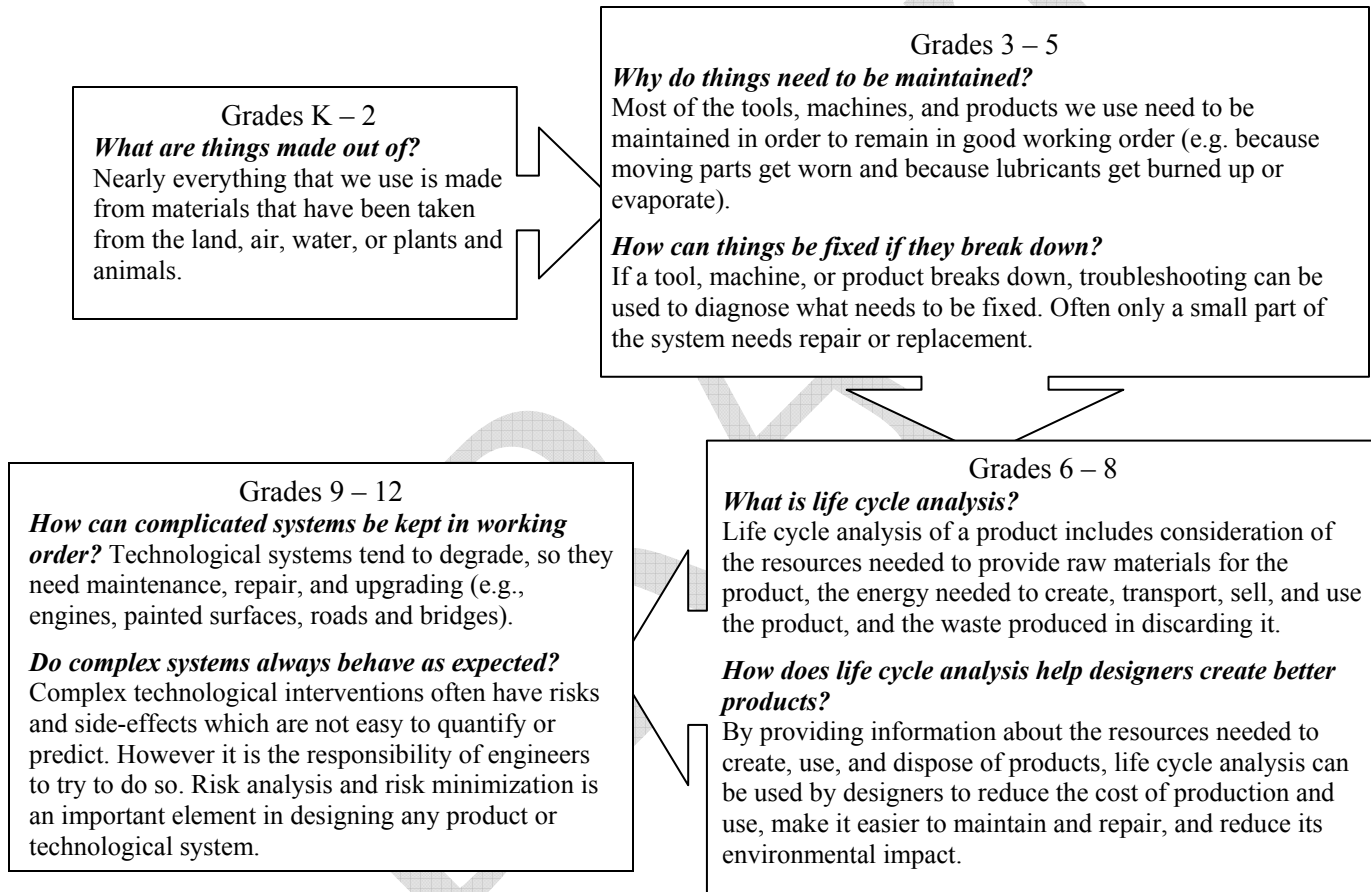 Grades K – 2
What are things made out of?
Nearly everything that we use is made
from materials that have been taken
from the land, air, water, or plants and
animals.
Grades 3 – 5
Why do things need to be maintained?
Most of the tools, machines, and products we use need to be
maintained in order to remain in good working order (e.g. because
moving parts get worn and because lubricants get burned up or
evaporate).
How can things be fixed if they break down?
If a tool, machine, or product breaks down, troubleshooting can be
used to diagnose what needs to be fixed. Often only a small part of
the system needs repair or replacement.
Grades 6 – 8
What is life cycle analysis?
Life cycle analysis of a product includes consideration of
the resources needed to provide raw materials for the
product, the energy needed to create, transport, sell, and use
the product, and the waste produced in discarding it.
How does life cycle analysis help designers create better
products?
By providing information about the resources needed to
create, use, and dispose of products, life cycle analysis can
be used by designers to reduce the cost of production and
use, make it easier to maintain and repair, and reduce its
environmental impact.
Grades 9 – 12
How can complicated systems be kept in working
order? Technological systems tend to degrade, so they
need maintenance, repair, and upgrading (e.g.,
engines, painted surfaces, roads and bridges).
Do complex systems always behave as expected?
Complex technological interventions often have risks
and side-effects which are not easy to quantify or
predict. However it is the responsibility of engineers
to try to do so. Risk analysis and risk minimization is
an important element in designing any product or
technological system.